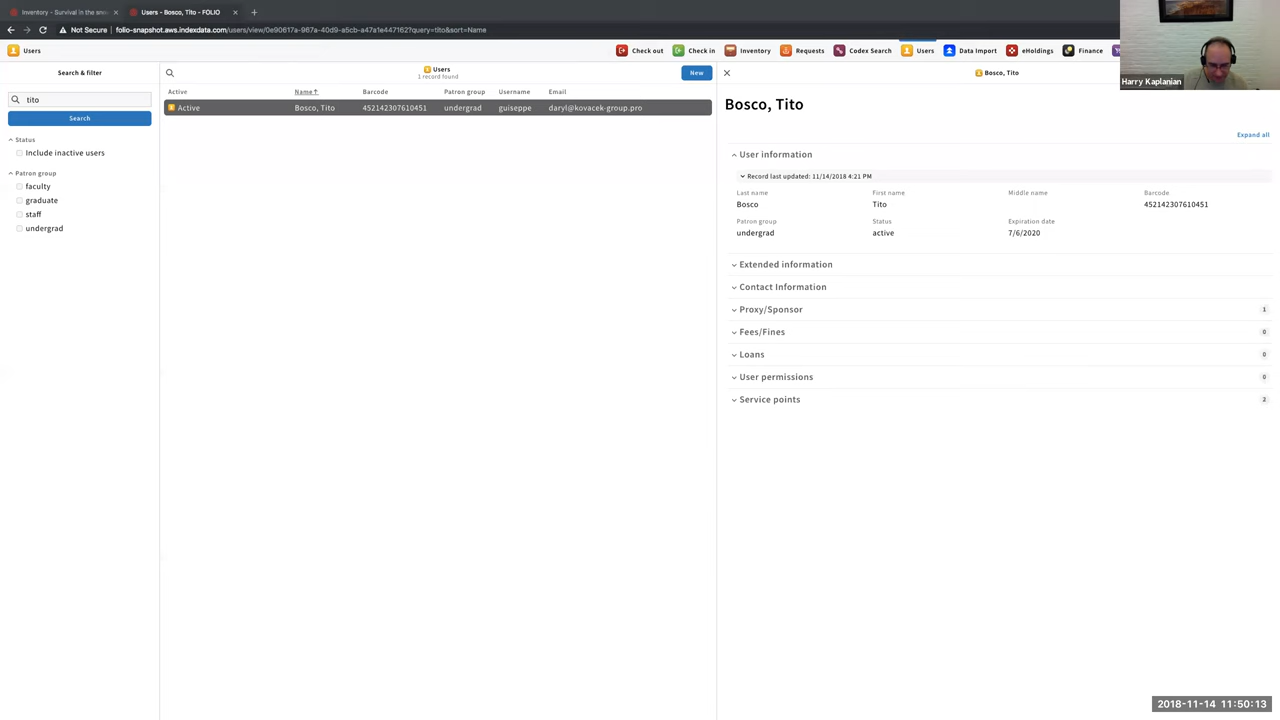 Inventory - Survival in the sm
Users - Bosco, Tito - FOLIO
Not Secure
folio-snapshot.aws.indexdata.com/users/view/0e90617a-967a-40d9-a5cb-a47a1e447162?query=tito&sort=Name
Users
Check out
Check in
Inventory
Requests
Codex Search
Users
Data Import
eHoldings
Finance
Harry Kaplanian
Search & filter
tito
Search
Status
Include inactive users
Patron group
faculty
graduate
staff
undergrad
Users
1 record found
New
Active Name Barcode Patron group Username Email
Active Bosco, Tito 452142307610451 undergrad guiseppe daryl@kovacek-group.pro
Bosco, Tito
Bosco, Tito
Expand all
User information
Record last updated: 11/14/2018 4:21 PM
Last name First name Middle name Barcode
Bosco Tito 452142307610451
Patron group Status Expiration date
undergrad active 7/6/2020
Extended information
Contact Information
Proxy/Sponsor 1
Fees/Fines 0
Loans 0
User permissions 0
Service points 2
2018-11-14 11:50:13